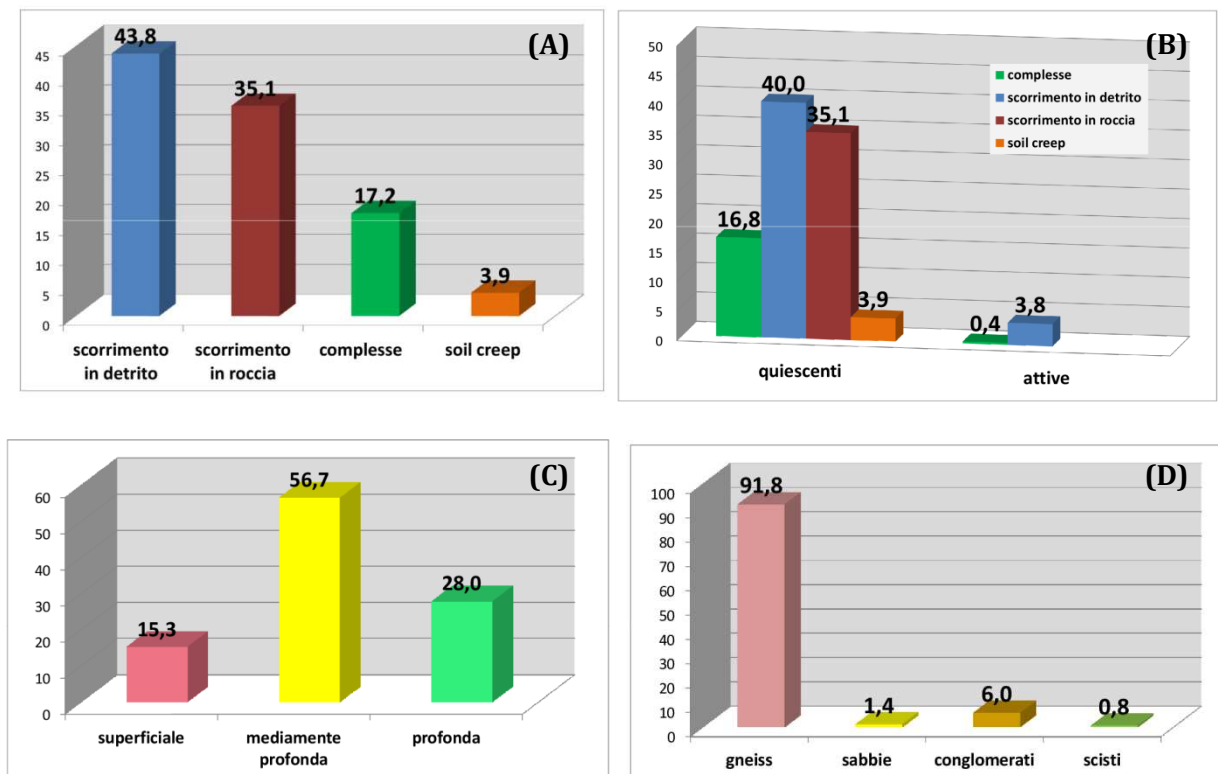 (A)
43,8
35,1
17,2
3,9
45
40
35
30
25
20
15
10
5
0
scorrimento in detrito
scorrimento in roccia
complesse
soil creep
(B)
complesse
scorrimento in detrito
scorrimento in roccia
soil creep
16,8
40,0
35,1
3,9
0,4
3,8
50
45
40
35
30
25
20
15
10
5
0
quiescenti
attive
(C)
15,3
56,7
28,0
60
50
40
30
20
10
0
superficiale
mediamente profonda
profonda
(D)
91,8
1,4
6,0
0,8
100
90
80
70
60
50
40
30
20
10
0
gneiss
sabbie
conglomerati
scisti